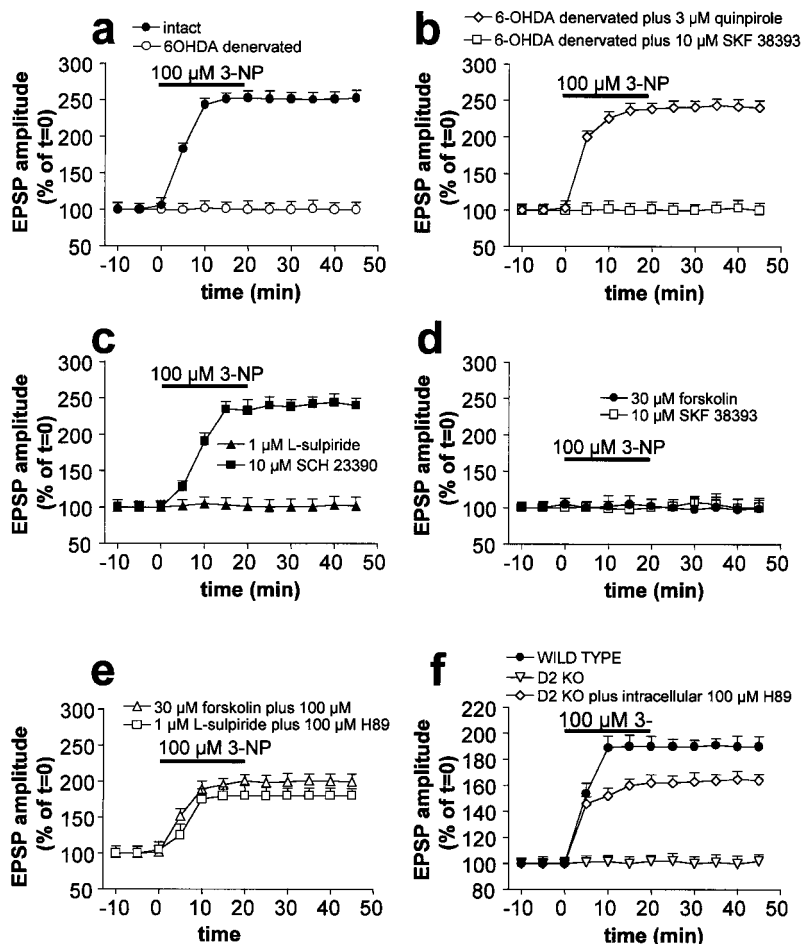 a
intact
6OHDA denervated
100 µM 3-NP
300
250
200
150
100
50
EPSP amplitude
(% of t=0)
-10 0 10 20 30 40 50
time (min)
b
6-OHDA denervated plus 3 µM quinpirole
6-OHDA denervated plus 10 µM SKF 38393
100 µM 3-NP
300
250
200
150
100
50
EPSP amplitude
(% of t=0)
-10 0 10 20 30 40 50
time (min)
c
100 µM 3-NP
1 µM L-sulpiride
10 µM SCH 23390
300
250
200
150
100
50
EPSP amplitude
(% of t=0)
-10 0 10 20 30 40 50
time (min)
d
30 µM forskolin
10 µM SKF 38393
100 µM 3-NP
300
250
200
150
100
50
EPSP amplitude
(% of t=0)
-10 0 10 20 30 40 50
time (min)
e
30 µM forskolin plus 100 µM
1 µM L-sulpiride plus 100 µM H89
100 µM 3-NP
300
250
200
150
100
50
EPSP amplitude
(% of t=0)
-10 0 10 20 30 40 50
time
f
WILD TYPE
D2 KO
D2 KO plus intracellular 100 µM H89
100 µM 3-
220
200
180
160
140
120
100
80
EPSP amplitude
(% of t=0)
-10 0 10 20 30 40 50
time (min)